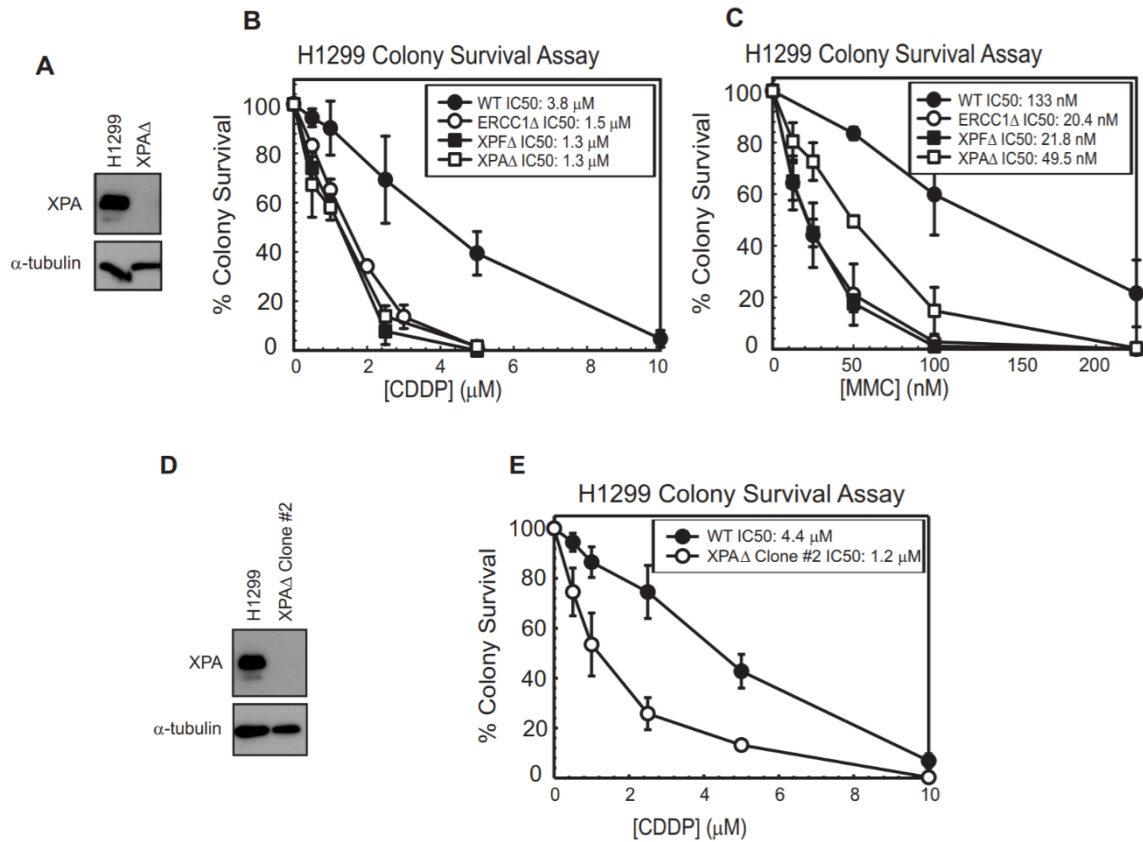 A
H1299
XPAΔ
XPA
α-tubulin
B
H1299 Colony Survival Assay
WT IC50: 3.8 μM
ERCC1Δ IC50: 1.5 μM
XPFΔ IC50: 1.3 μM
XPAΔ IC50: 1.3 μM
% Colony Survival
100
80
60
40
20
0
0 2 4 6 8 10
[CDDP] (μM)
C
H1299 Colony Survival Assay
WT IC50: 133 nM
ERCC1Δ IC50: 20.4 nM
XPFΔ IC50: 21.8 nM
XPAΔ IC50: 49.5 nM
% Colony Survival
100
80
60
40
20
0
0 50 100 150 200
[MMC] (nM)
D
H1299
XPAΔ Clone #2
XPA
α-tubulin
E
H1299 Colony Survival Assay
WT IC50: 4.4 μM
XPAΔ Clone #2 IC50: 1.2 μM
% Colony Survival
100
80
60
40
20
0
0 2 4 6 8 10
[CDDP] (μM)